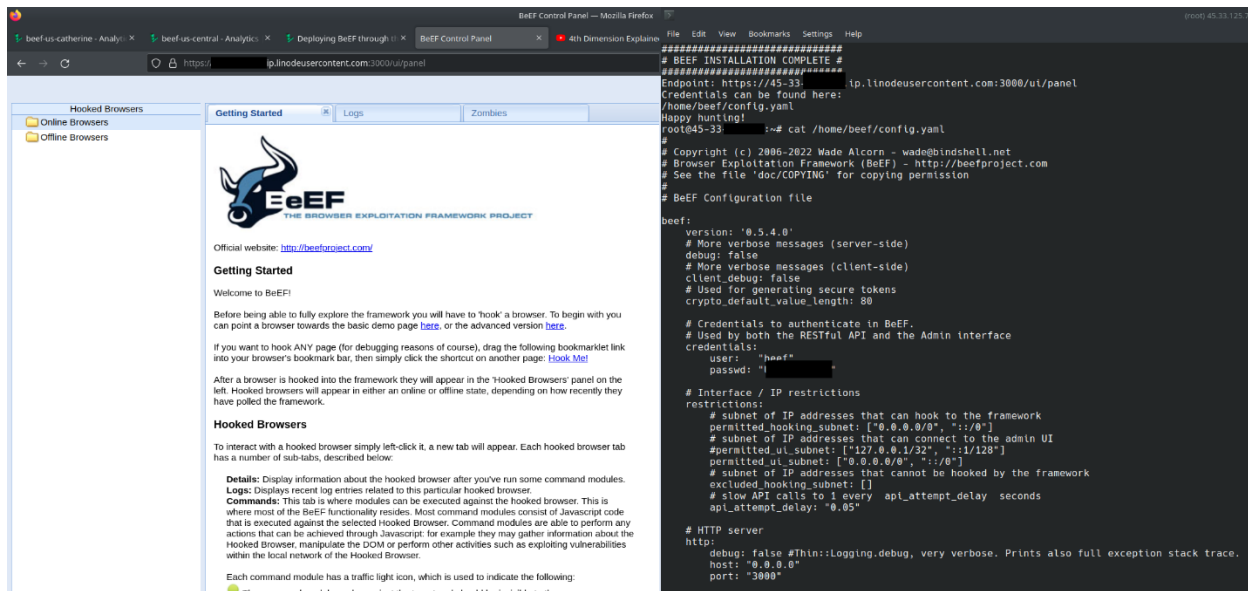 BeEF Control Panel — Mozilla Firefox
beef-us-catherine - Analyti ×
beef-us-central - Analytics ×
Deploying BeEF through t ×
BeEF Control Panel ×
4th Dimension Explaine
https:/ ip.linodeusercontent.com:3000/ui/panel
Hooked Browsers
Online Browsers
Offline Browsers
Getting Started
Logs
Zombies
BeEF
THE BROWSER EXPLOITATION FRAMEWORK PROJECT
Official website: http://beefproject.com/
Getting Started
Welcome to BeEF!
Before being able to fully explore the framework you will have to 'hook' a browser. To begin with you
can point a browser towards the basic demo page here, or the advanced version here.
If you want to hook ANY page (for debugging reasons of course), drag the following bookmarklet link
into your browser's bookmark bar, then simply click the shortcut on another page: Hook Me!
After a browser is hooked into the framework they will appear in the 'Hooked Browsers' panel on the
left. Hooked browsers will appear in either an online or offline state, depending on how recently they
have polled the framework.
Hooked Browsers
To interact with a hooked browser simply left-click it, a new tab will appear. Each hooked browser tab
has a number of sub-tabs, described below:
Details: Display information about the hooked browser after you've run some command modules.
Logs: Displays recent log entries related to this particular hooked browser.
Commands: This tab is where modules can be executed against the hooked browser. This is
where most of the BeEF functionality resides. Most command modules consist of Javascript code
that is executed against the selected Hooked Browser. Command modules are able to perform any
actions that can be achieved through Javascript: for example they may gather information about the
Hooked Browser, manipulate the DOM or perform other activities such as exploiting vulnerabilities
within the local network of the Hooked Browser.
Each command module has a traffic light icon, which is used to indicate the following:
(root) 45.33.125.
File Edit View Bookmarks Settings Help
##############################
# BEEF INSTALLATION COMPLETE #
##############################
Endpoint: https://45-33- ip.linodeusercontent.com:3000/ui/panel
Credentials can be found here:
/home/beef/config.yaml
Happy hunting!
root@45-33 :~# cat /home/beef/config.yaml
#
# Copyright (c) 2006-2022 Wade Alcorn - wade@bindshell.net
# Browser Exploitation Framework (BeEF) - http://beefproject.com
# See the file 'doc/COPYING' for copying permission
#
# BeEF Configuration file
beef:
version: '0.5.4.0'
# More verbose messages (server-side)
debug: false
# More verbose messages (client-side)
client_debug: false
# Used for generating secure tokens
crypto_default_value_length: 80
# Credentials to authenticate in BeEF.
# Used by both the RESTful API and the Admin interface
credentials:
user: "beef"
passwd: " "
# Interface / IP restrictions
restrictions:
# subnet of IP addresses that can hook to the framework
permitted_hooking_subnet: ["0.0.0.0/0", "::/0"]
# subnet of IP addresses that can connect to the admin UI
#permitted_ui_subnet: ["127.0.0.1/32", "::1/128"]
permitted_ui_subnet: ["0.0.0.0/0", "::/0"]
# subnet of IP addresses that cannot be hooked by the framework
excluded_hooking_subnet: []
# slow API calls to 1 every api_attempt_delay seconds
api_attempt_delay: "0.05"
# HTTP server
http:
debug: false #Thin::Logging.debug, very verbose. Prints also full exception stack trace.
host: "0.0.0.0"
port: "3000"